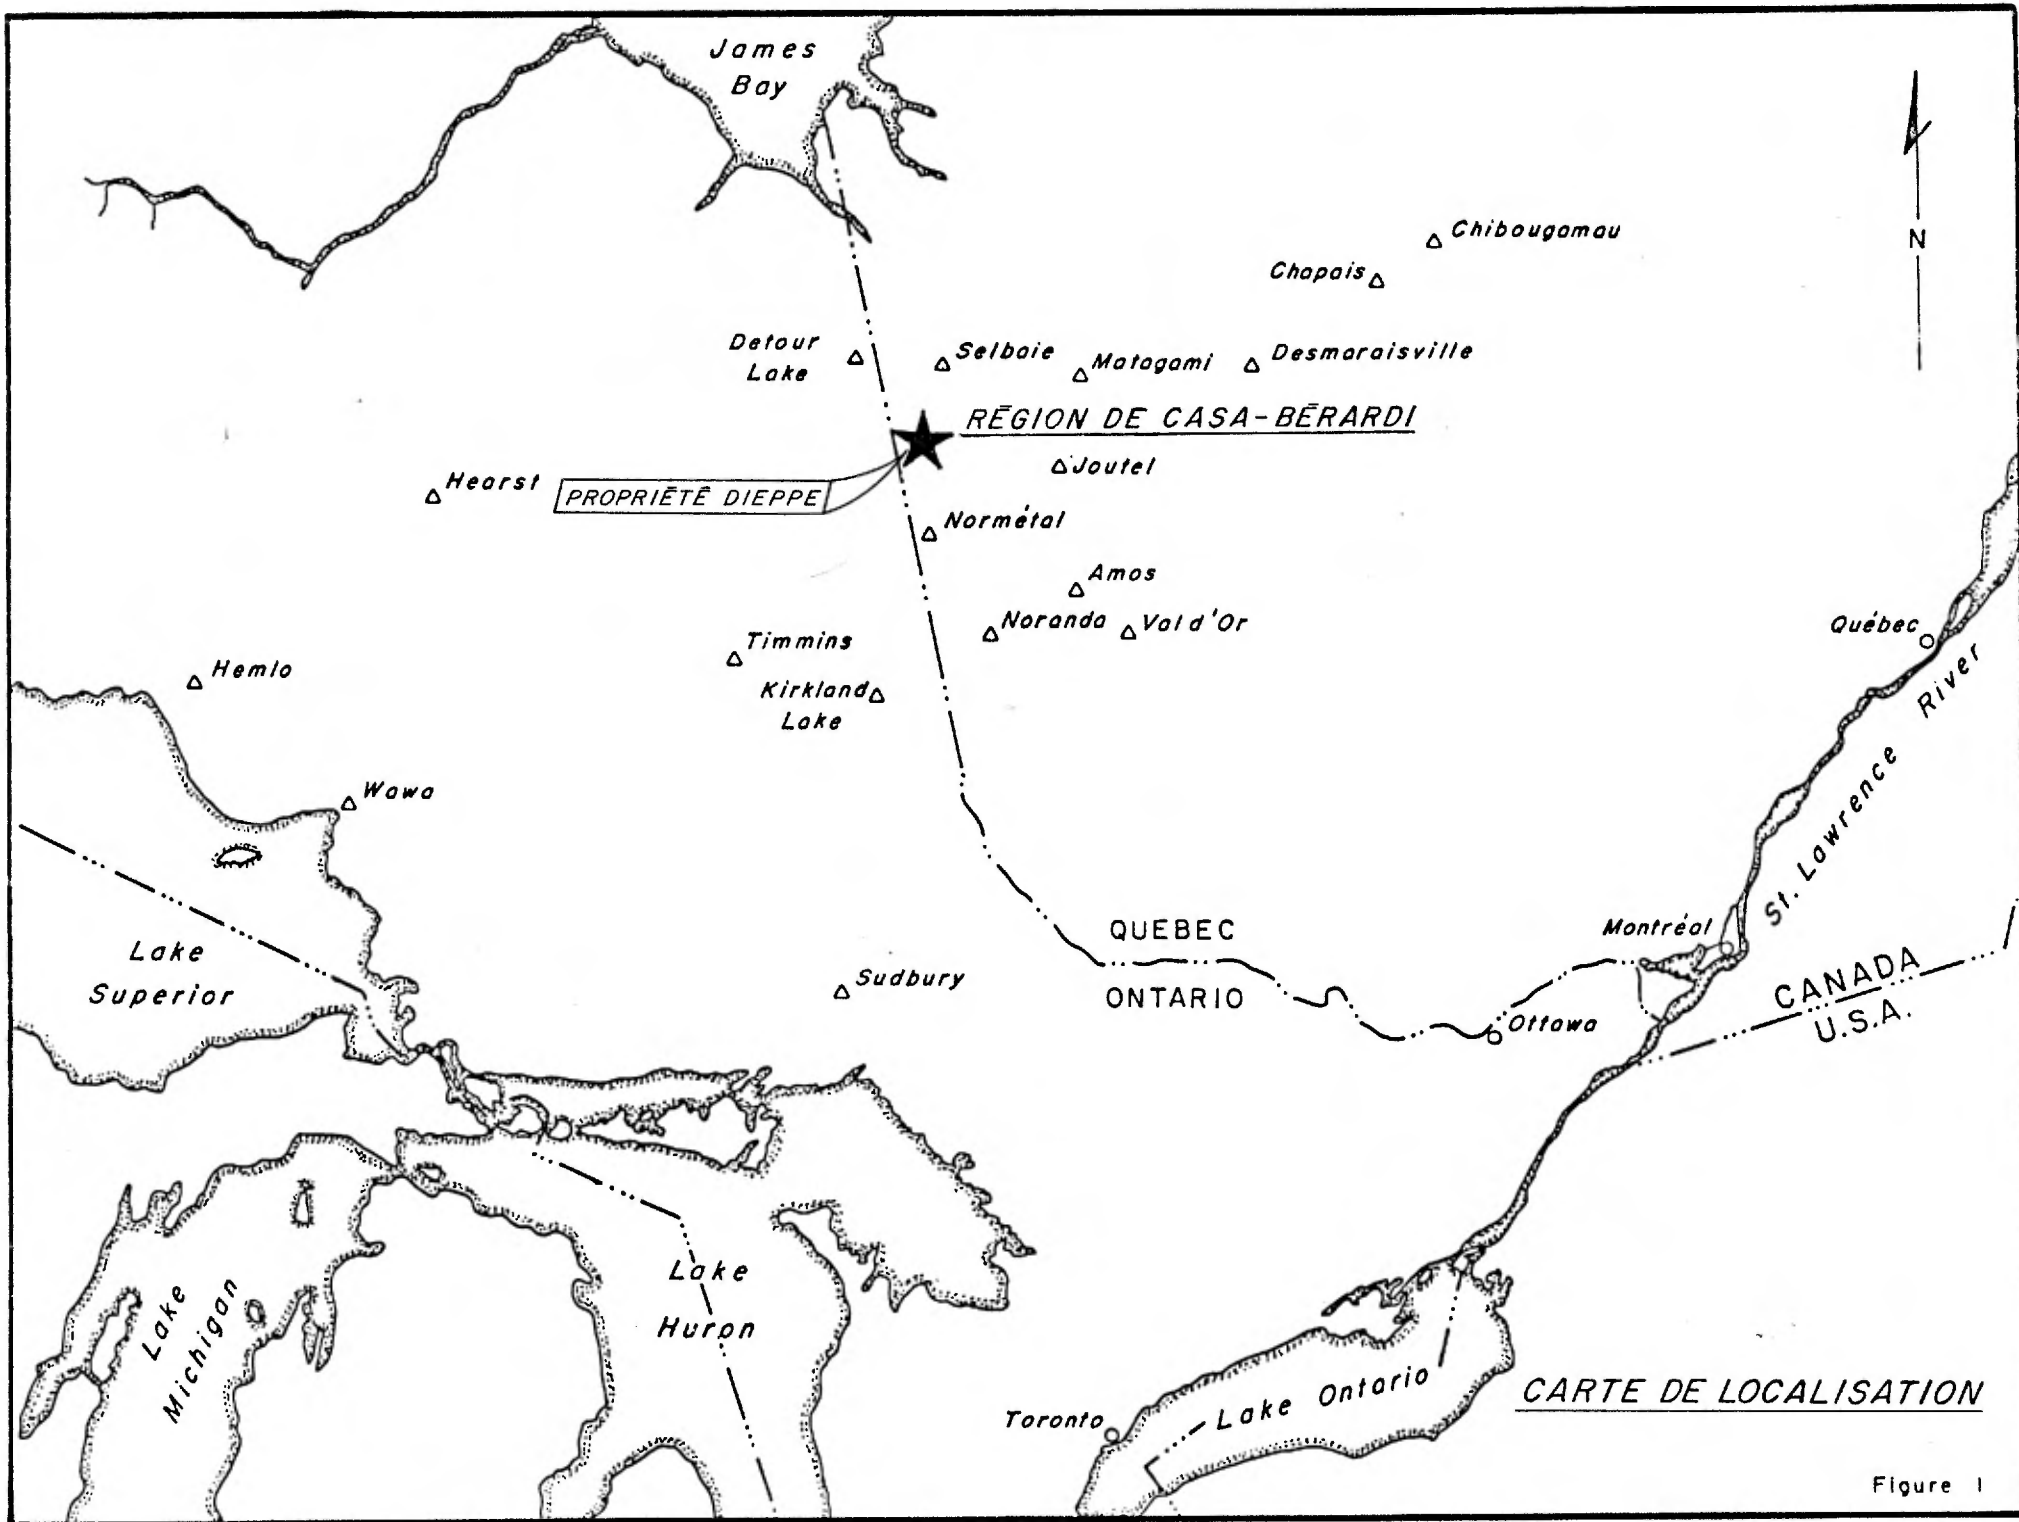 James
Bay
Chibougamau
Chapais
N
Detour
Lake
Selbaie
Matagami
Desmaraisville
RÉGION DE CASA-BÉRARDI
Joutel
Hearst
PROPRIÉTÉ DIEPPE
Normétal
Amos
Noranda
Val d'Or
Québec
Timmins
Hemlo
Kirkland
Lake
St. Lawrence River
Wawa
QUEBEC
ONTARIO
Montréal
Lake
Superior
Sudbury
CANADA
U.S.A.
Ottawa
Lake
Huron
Lake
Michigan
Lake Ontario
Toronto
CARTE DE LOCALISATION
Figure 1